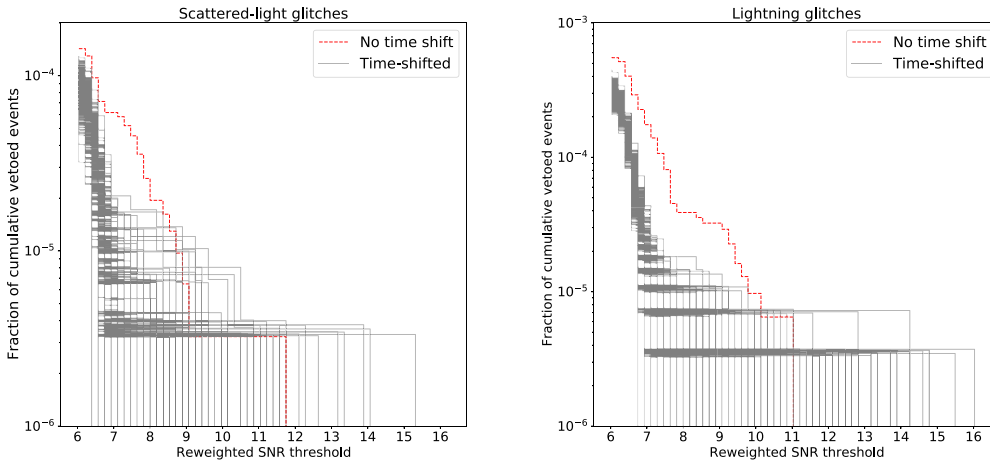 Scattered-light glitches
No time shift
Time-shifted
Fraction of cumulative vetoed events
10⁻⁴
10⁻⁵
10⁻⁶
6 7 8 9 10 11 12 13 14 15 16
Reweighted SNR threshold
Lightning glitches
No time shift
Time-shifted
Fraction of cumulative vetoed events
10⁻³
10⁻⁴
10⁻⁵
10⁻⁶
6 7 8 9 10 11 12 13 14 15 16
Reweighted SNR threshold